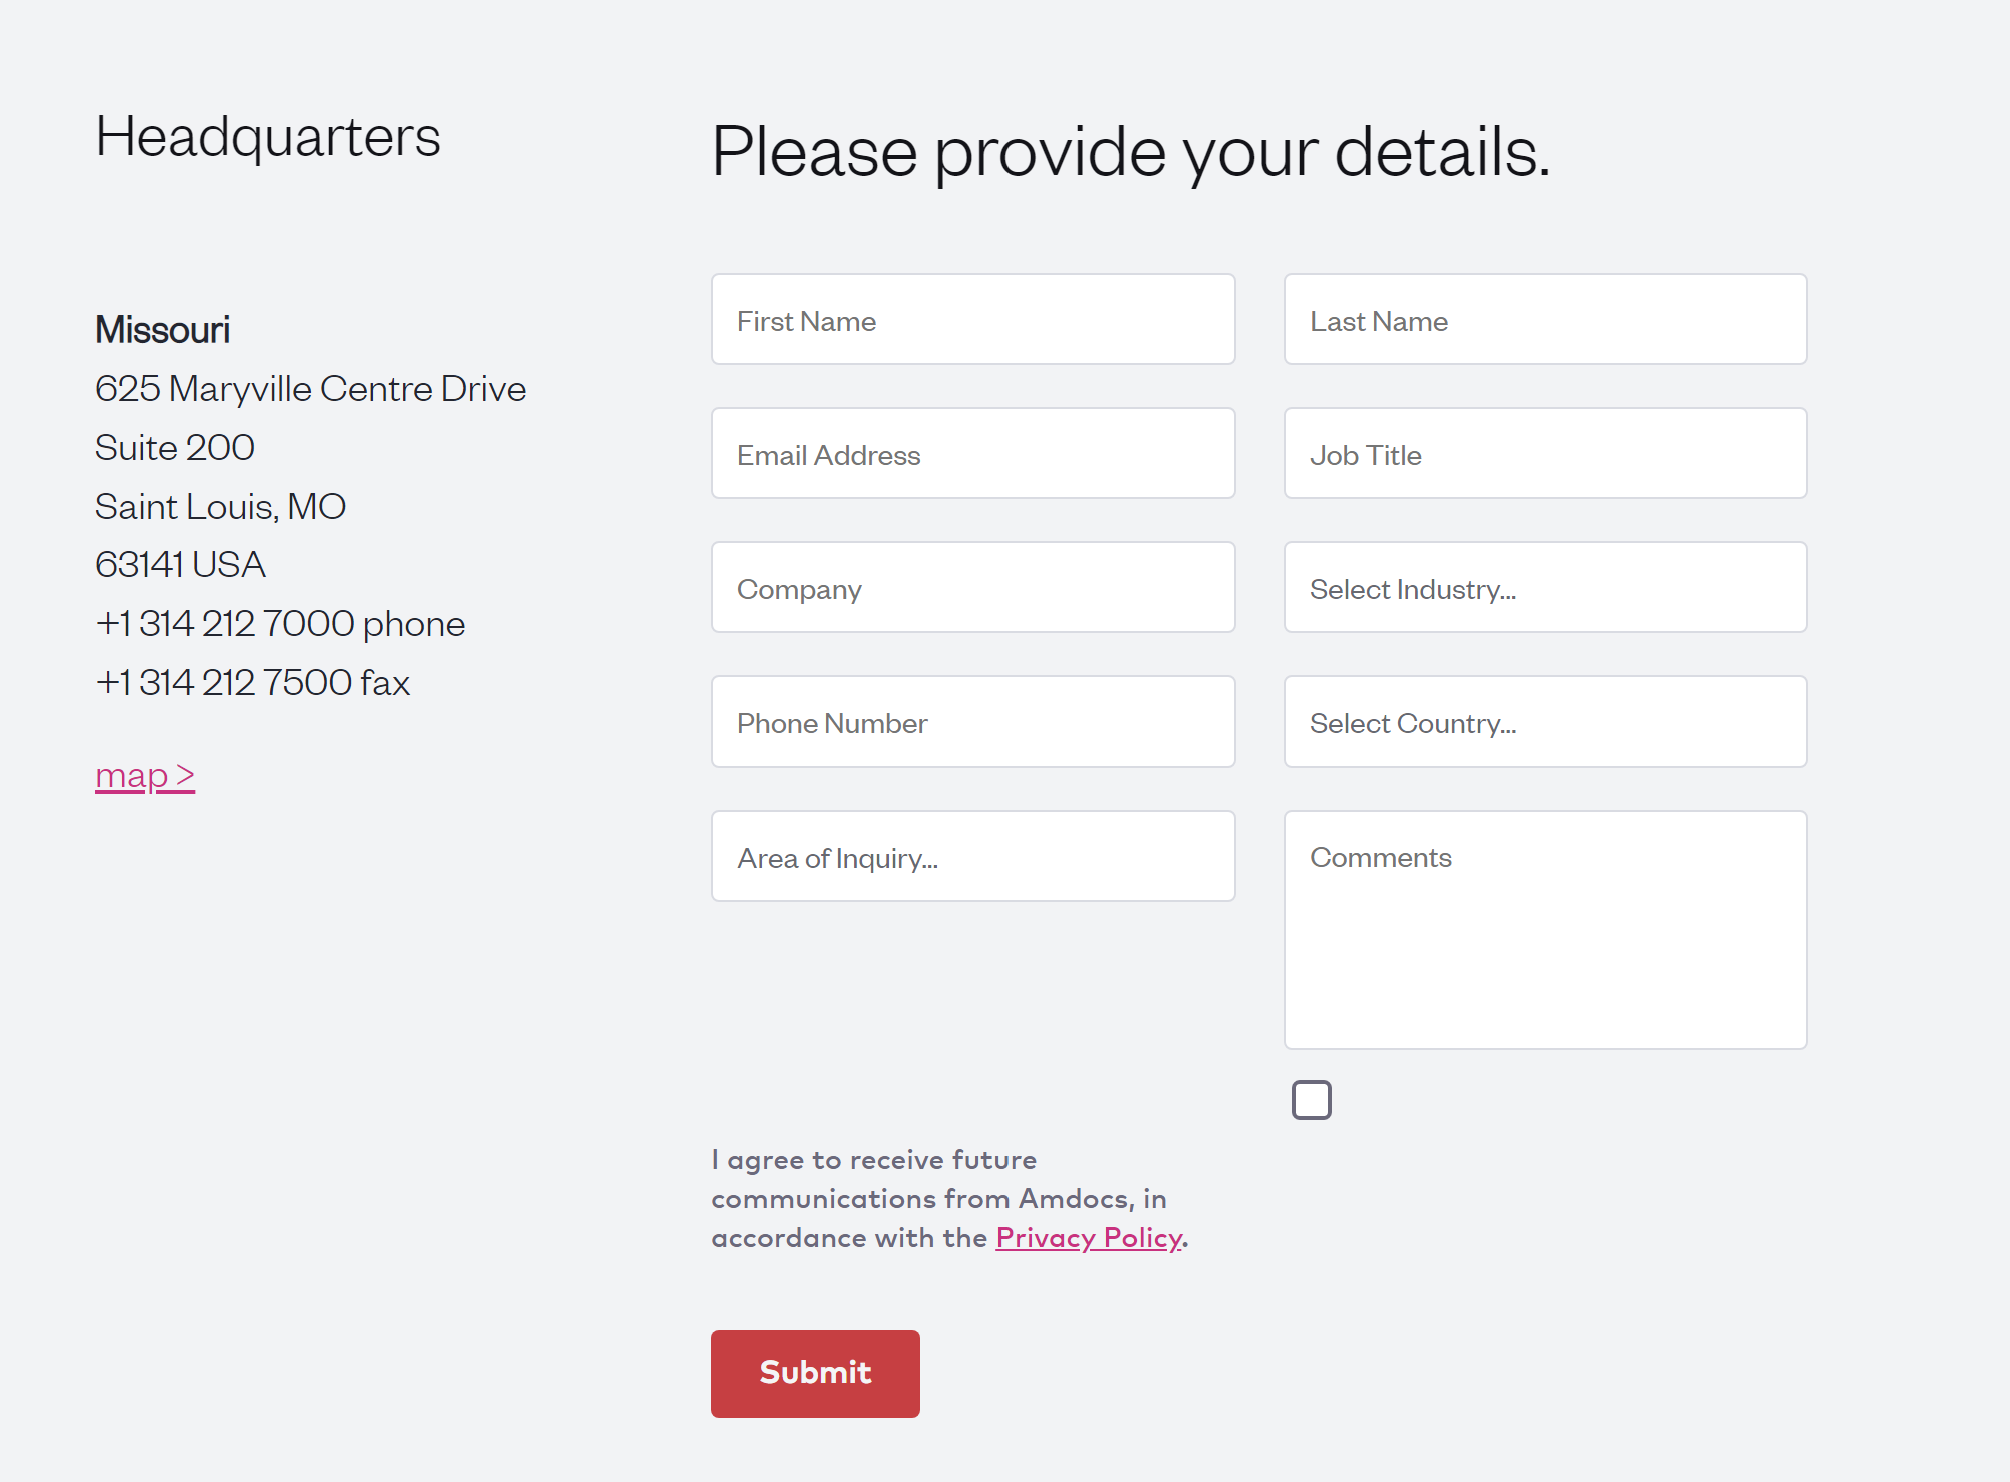 Headquarters
Missouri
625 Maryville Centre Drive
Suite 200
Saint Louis, MO
63141 USA
+1 314 212 7000 phone
+1 314 212 7500 fax
map >
Please provide your details.
First Name
Last Name
Email Address
Job Title
Company
Select Industry...
Phone Number
Select Country...
Area of Inquiry...
Comments
I agree to receive future
communications from Amdocs, in
accordance with the Privacy Policy.
Submit